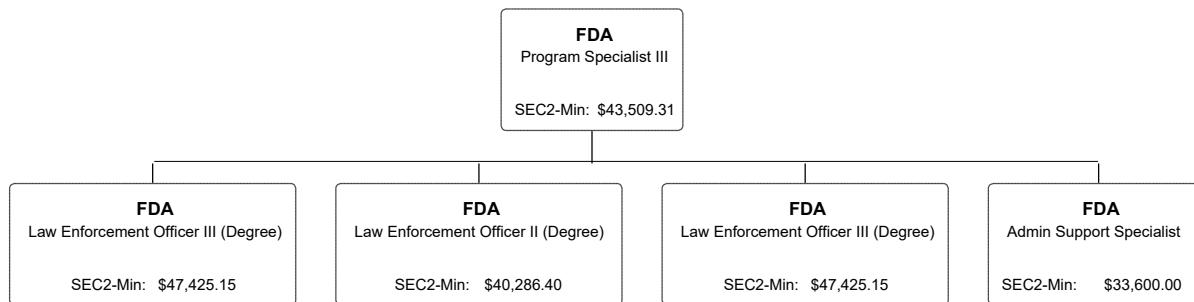 FDA
Program Specialist III
SEC2-Min: $43,509.31
FDA
Law Enforcement Officer III (Degree)
SEC2-Min: $47,425.15
FDA
Law Enforcement Officer II (Degree)
SEC2-Min: $40,286.40
FDA
Law Enforcement Officer III (Degree)
SEC2-Min: $47,425.15
FDA
Admin Support Specialist
SEC2-Min: $33,600.00